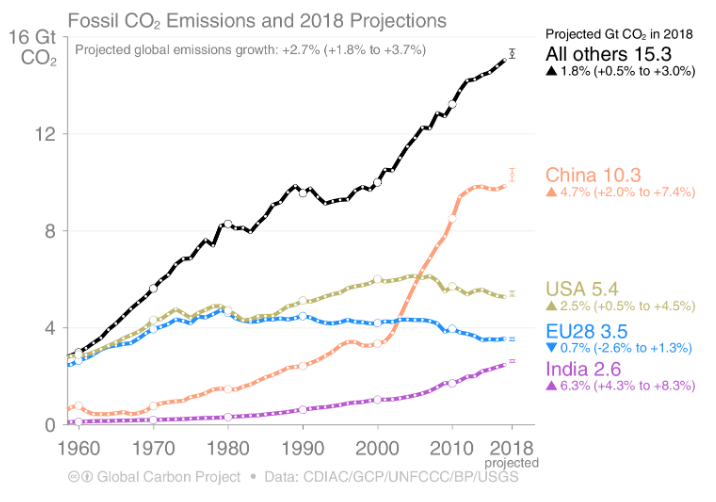 Fossil CO₂ Emissions and 2018 Projections
16 Gt
CO₂
Projected global emissions growth: +2.7% (+1.8% to +3.7%)
Projected Gt CO₂ in 2018
All others 15.3
▲ 1.8% (+0.5% to +3.0%)
12
China 10.3
▲ 4.7% (+2.0% to +7.4%)
8
USA 5.4
▲ 2.5% (+0.5% to +4.5%)
4
EU28 3.5
▼ 0.7% (-2.6% to +1.3%)
India 2.6
▲ 6.3% (+4.3% to +8.3%)
0
1960 1970 1980 1990 2000 2010 2018
projected
Global Carbon Project • Data: CDIAC/GCP/UNFCCC/BP/USGS